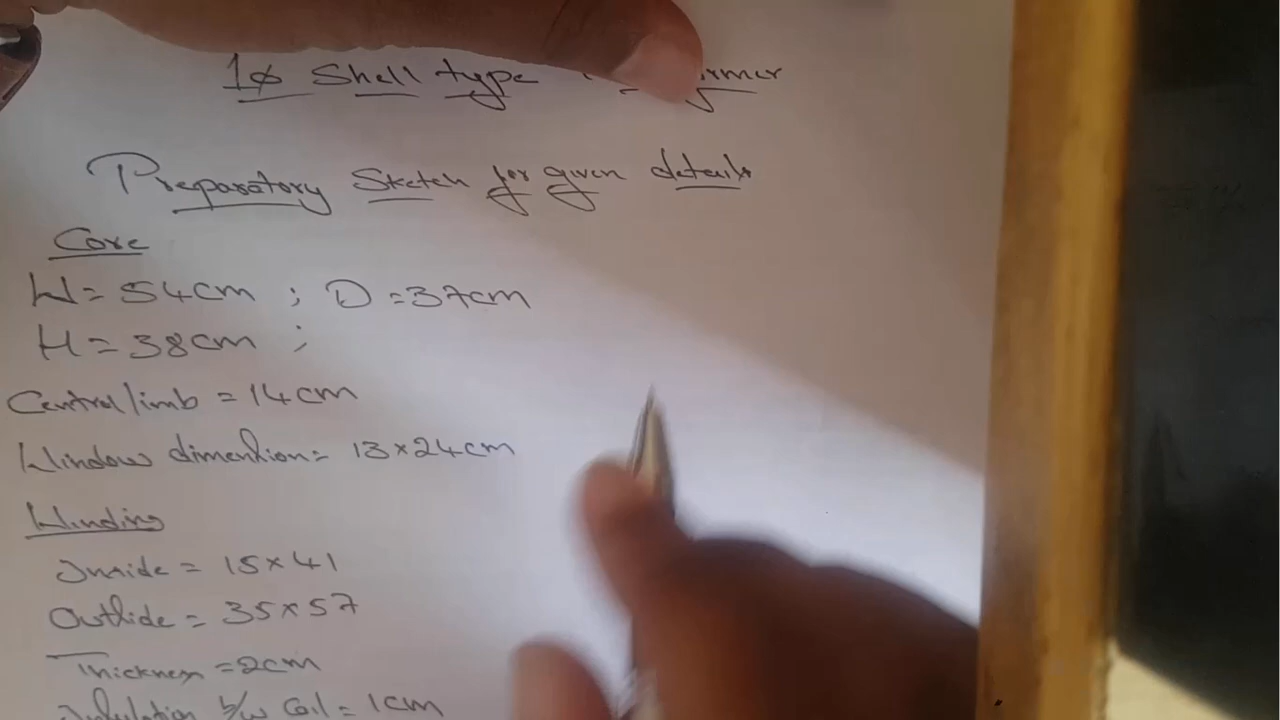 1φ Shell type
Preparatory Sketch for given details
Core
W = 54cm ; D = 37cm
H = 38cm ;
Central limb = 14cm
Window dimention = 13×24cm
Winding
Inside = 15×41
Outside = 35×57
Thickness = 2cm
Insulation b/w Coil = 1cm